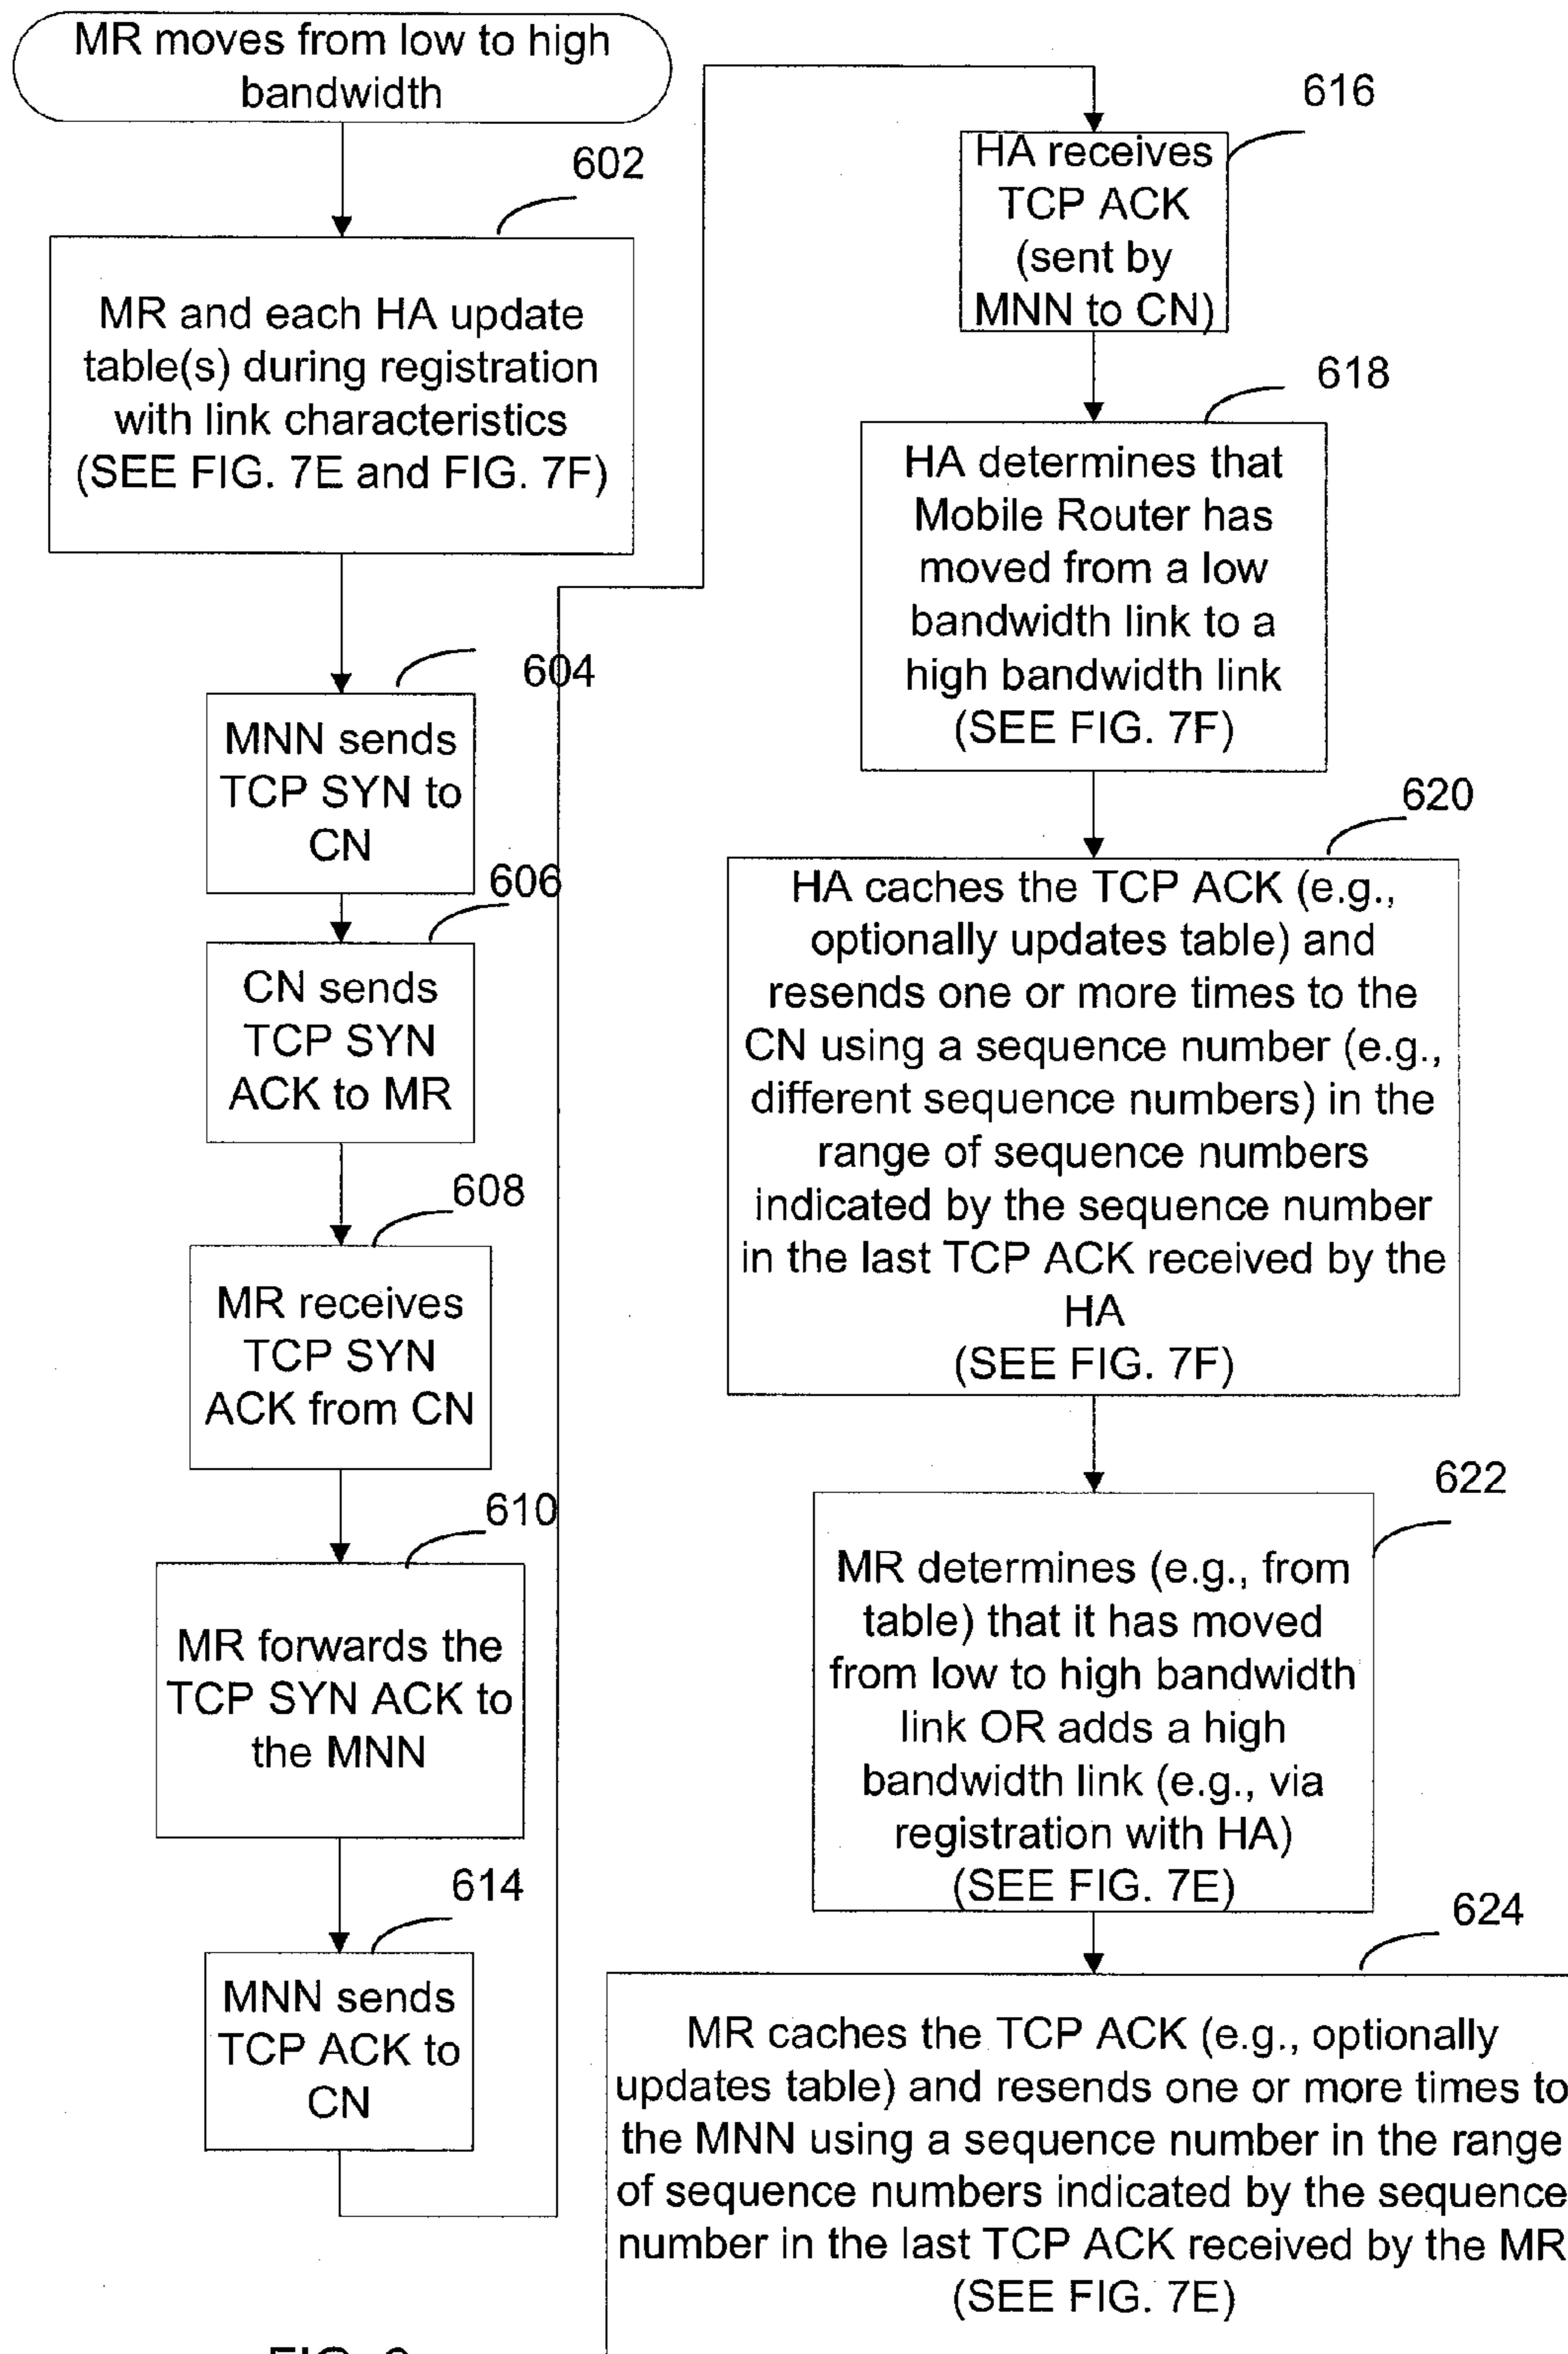 MR moves from low to high
bandwidth
602
MR and each HA update
table(s) during registration
with link characteristics
(SEE FIG. 7E and FIG. 7F)
604
MNN sends
TCP SYN to
CN
606
CN sends
TCP SYN
ACK to MR
608
MR receives
TCP SYN
ACK from CN
610
MR forwards the
TCP SYN ACK to
the MNN
614
MNN sends
TCP ACK to
CN
616
HA receives
TCP ACK
(sent by
MNN to CN)
618
HA determines that
Mobile Router has
moved from a low
bandwidth link to a
high bandwidth link
(SEE FIG. 7F)
620
HA caches the TCP ACK (e.g.,
optionally updates table) and
resends one or more times to the
CN using a sequence number (e.g.,
different sequence numbers) in the
range of sequence numbers
indicated by the sequence number
in the last TCP ACK received by the
HA
(SEE FIG. 7F)
622
MR determines (e.g., from
table) that it has moved
from low to high bandwidth
link OR adds a high
bandwidth link (e.g., via
registration with HA)
(SEE FIG. 7E)
624
MR caches the TCP ACK (e.g., optionally
updates table) and resends one or more times to
the MNN using a sequence number in the range
of sequence numbers indicated by the sequence
number in the last TCP ACK received by the MR
(SEE FIG. 7E)